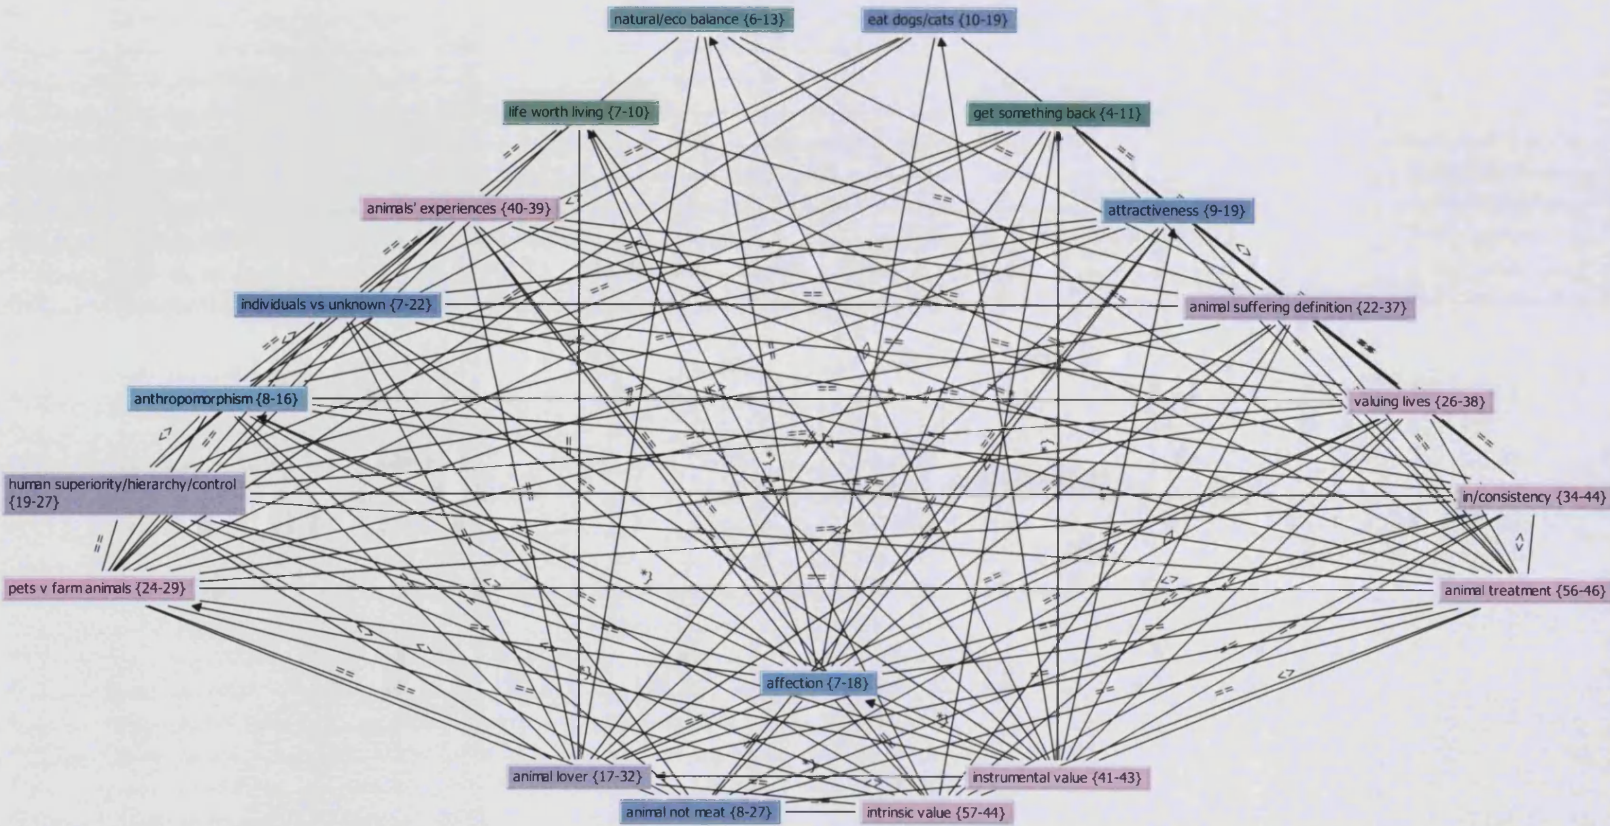 natural/eco balance {6-13}
eat dogs/cats {10-19}
life worth living {7-10}
get something back {4-11}
animals' experiences {40-39}
attractiveness {9-19}
individuals vs unknown {7-22}
animal suffering definition {22-37}
anthropomorphism {8-16}
valuing lives {26-38}
human superiority/hierarchy/control
{19-27}
in/consistency {34-44}
pets v farm animals {24-29}
animal treatment {56-46}
affection {7-18}
animal lover {17-32}
instrumental value {41-43}
animal not meat {8-27}
intrinsic value {57-44}